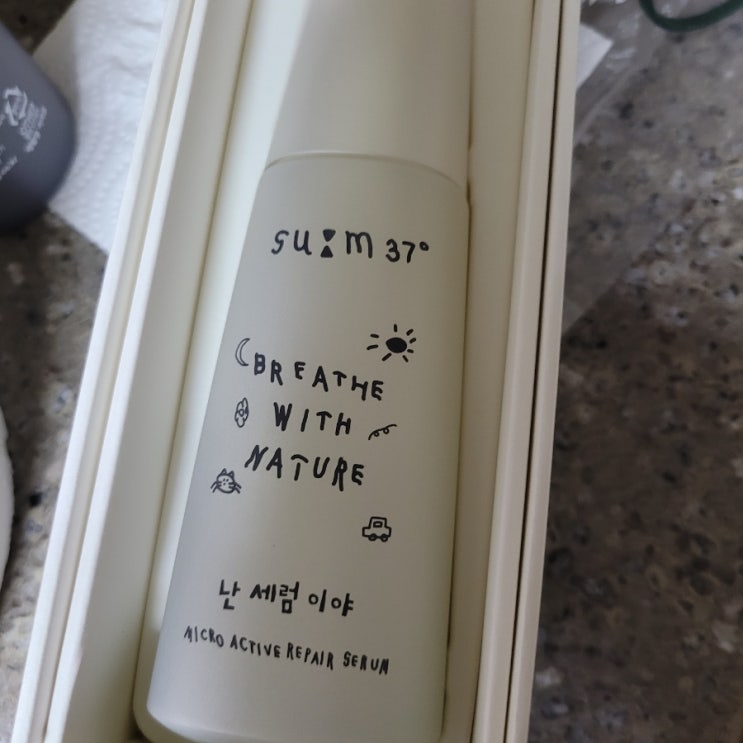 su:m 37°
BREATHE
WITH
NATURE
난 세럼 이야
MICRO ACTIVE REPAIR SERUM